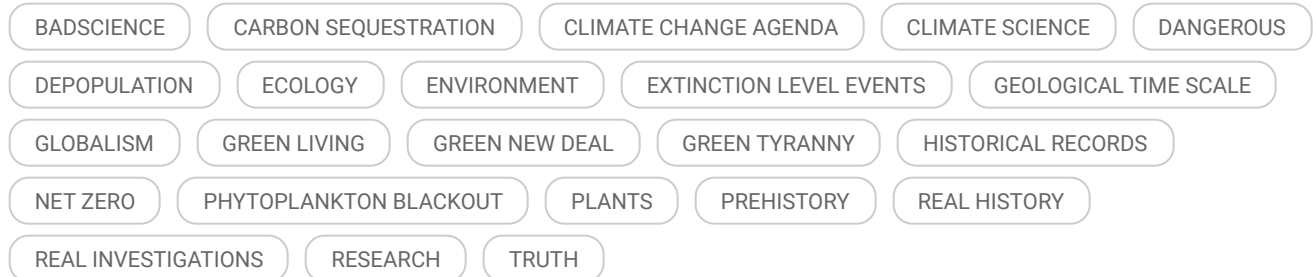 BADSCIENCE CARBON SEQUESTRATION CLIMATE CHANGE AGENDA CLIMATE SCIENCE DANGEROUS
DEPOPULATION ECOLOGY ENVIRONMENT EXTINCTION LEVEL EVENTS GEOLOGICAL TIME SCALE
GLOBALISM GREEN LIVING GREEN NEW DEAL GREEN TYRANNY HISTORICAL RECORDS
NET ZERO PHYTOPLANKTON BLACKOUT PLANTS PREHISTORY REAL HISTORY
REAL INVESTIGATIONS RESEARCH TRUTH